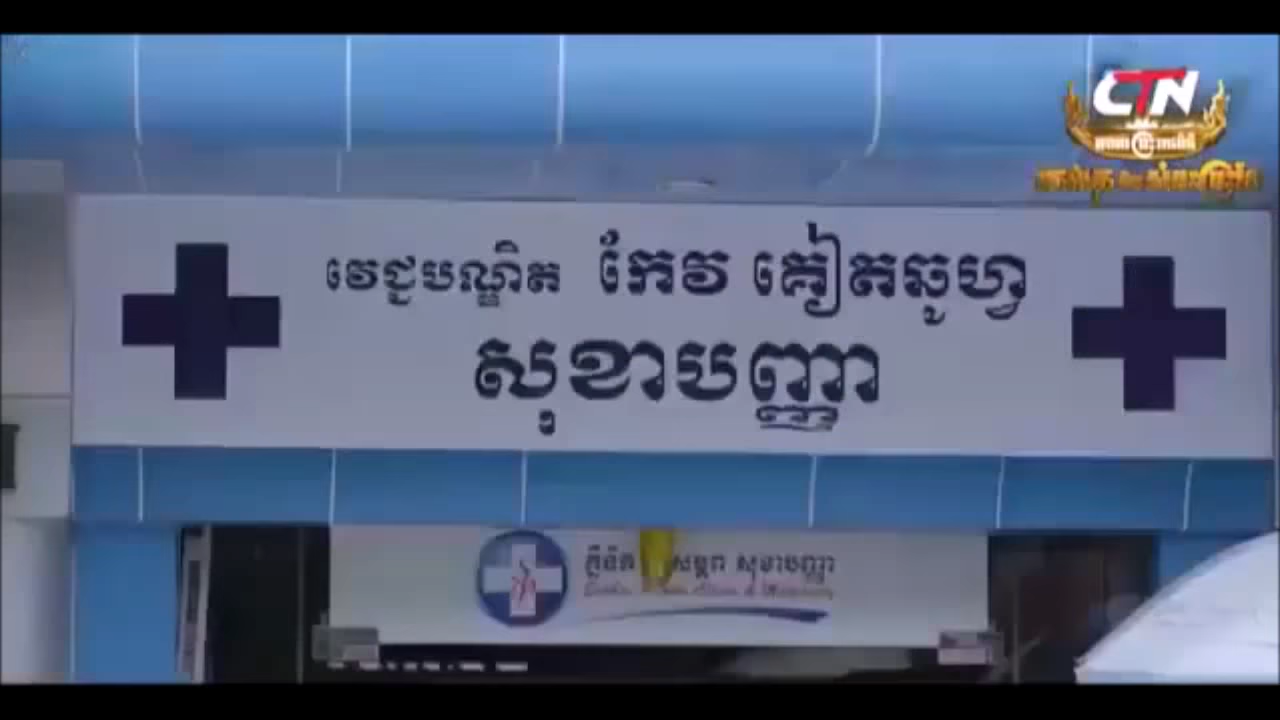 CTN
វេជ្ជបណ្ឌិត កែវ គៀតឆូហ្វ
សុខាបញ្ញា
គ្លីនិក សម្ភព សុខាបញ្ញា